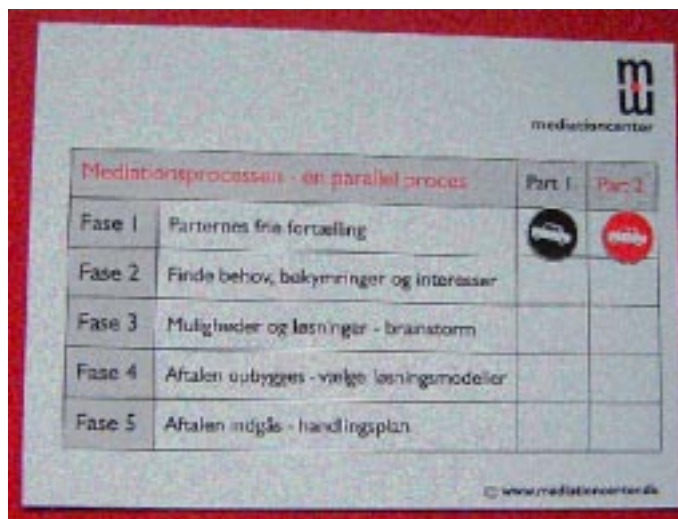 mediationcenter
Mediationsprocessen - en parallel proces Part 1 Part 2
Fase 1 Parternes frie fortælling
Fase 2 Finde behov, bekymringer og interesser
Fase 3 Muligheder og løsninger - brainstorm
Fase 4 Aftalen opbygges - vælge løsningsmodeller
Fase 5 Aftalen indgås - handlingsplan
© www.mediationcenter.dk